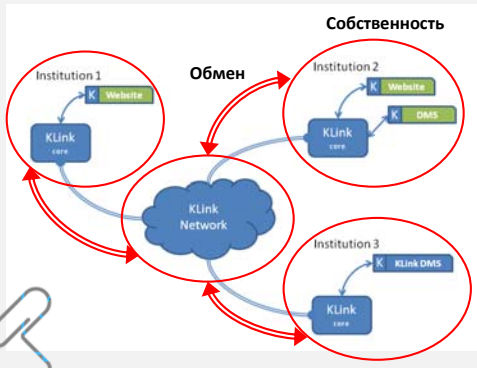 Собственность
Обмен
Institution 1
K Website
KLink
core
Institution 2
K Website
K DMS
KLink
core
KLink
Network
Institution 3
K KLink DMS
KLink
core